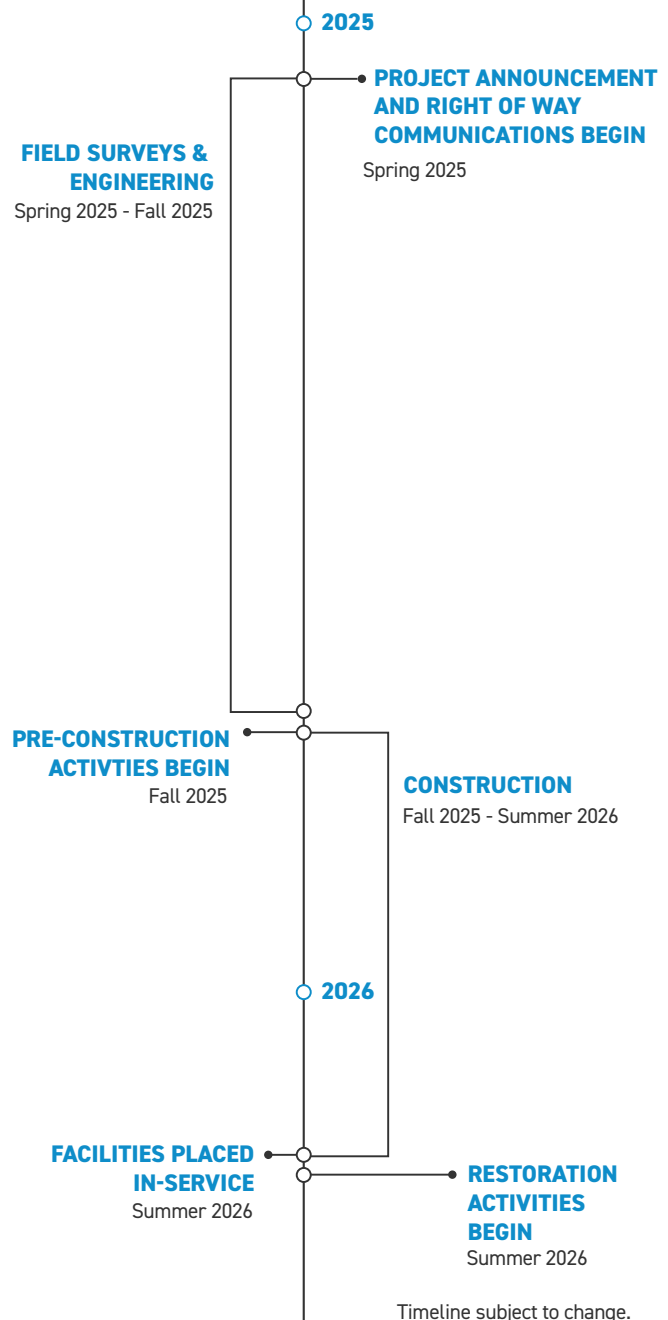 2025
PROJECT ANNOUNCEMENT
AND RIGHT OF WAY
COMMUNICATIONS BEGIN
Spring 2025
FIELD SURVEYS &
ENGINEERING
Spring 2025 - Fall 2025
PRE-CONSTRUCTION
ACTIVTIES BEGIN
Fall 2025
CONSTRUCTION
Fall 2025 - Summer 2026
2026
FACILITIES PLACED
IN-SERVICE
Summer 2026
RESTORATION
ACTIVITIES
BEGIN
Summer 2026
Timeline subject to change.